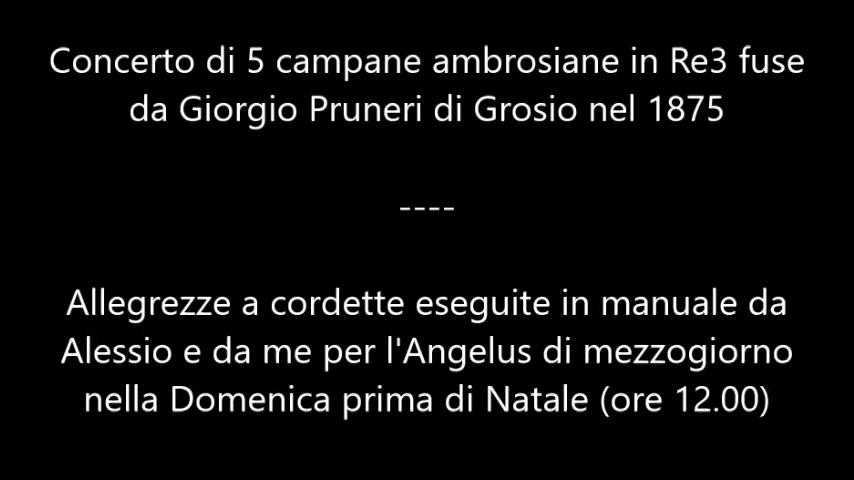 Concerto di 5 campane ambrosiane in Re3 fuse
da Giorgio Pruneri di Grosio nel 1875
----
Allegrezze a cordette eseguite in manuale da
Alessio e da me per l'Angelus di mezzogiorno
nella Domenica prima di Natale (ore 12.00)